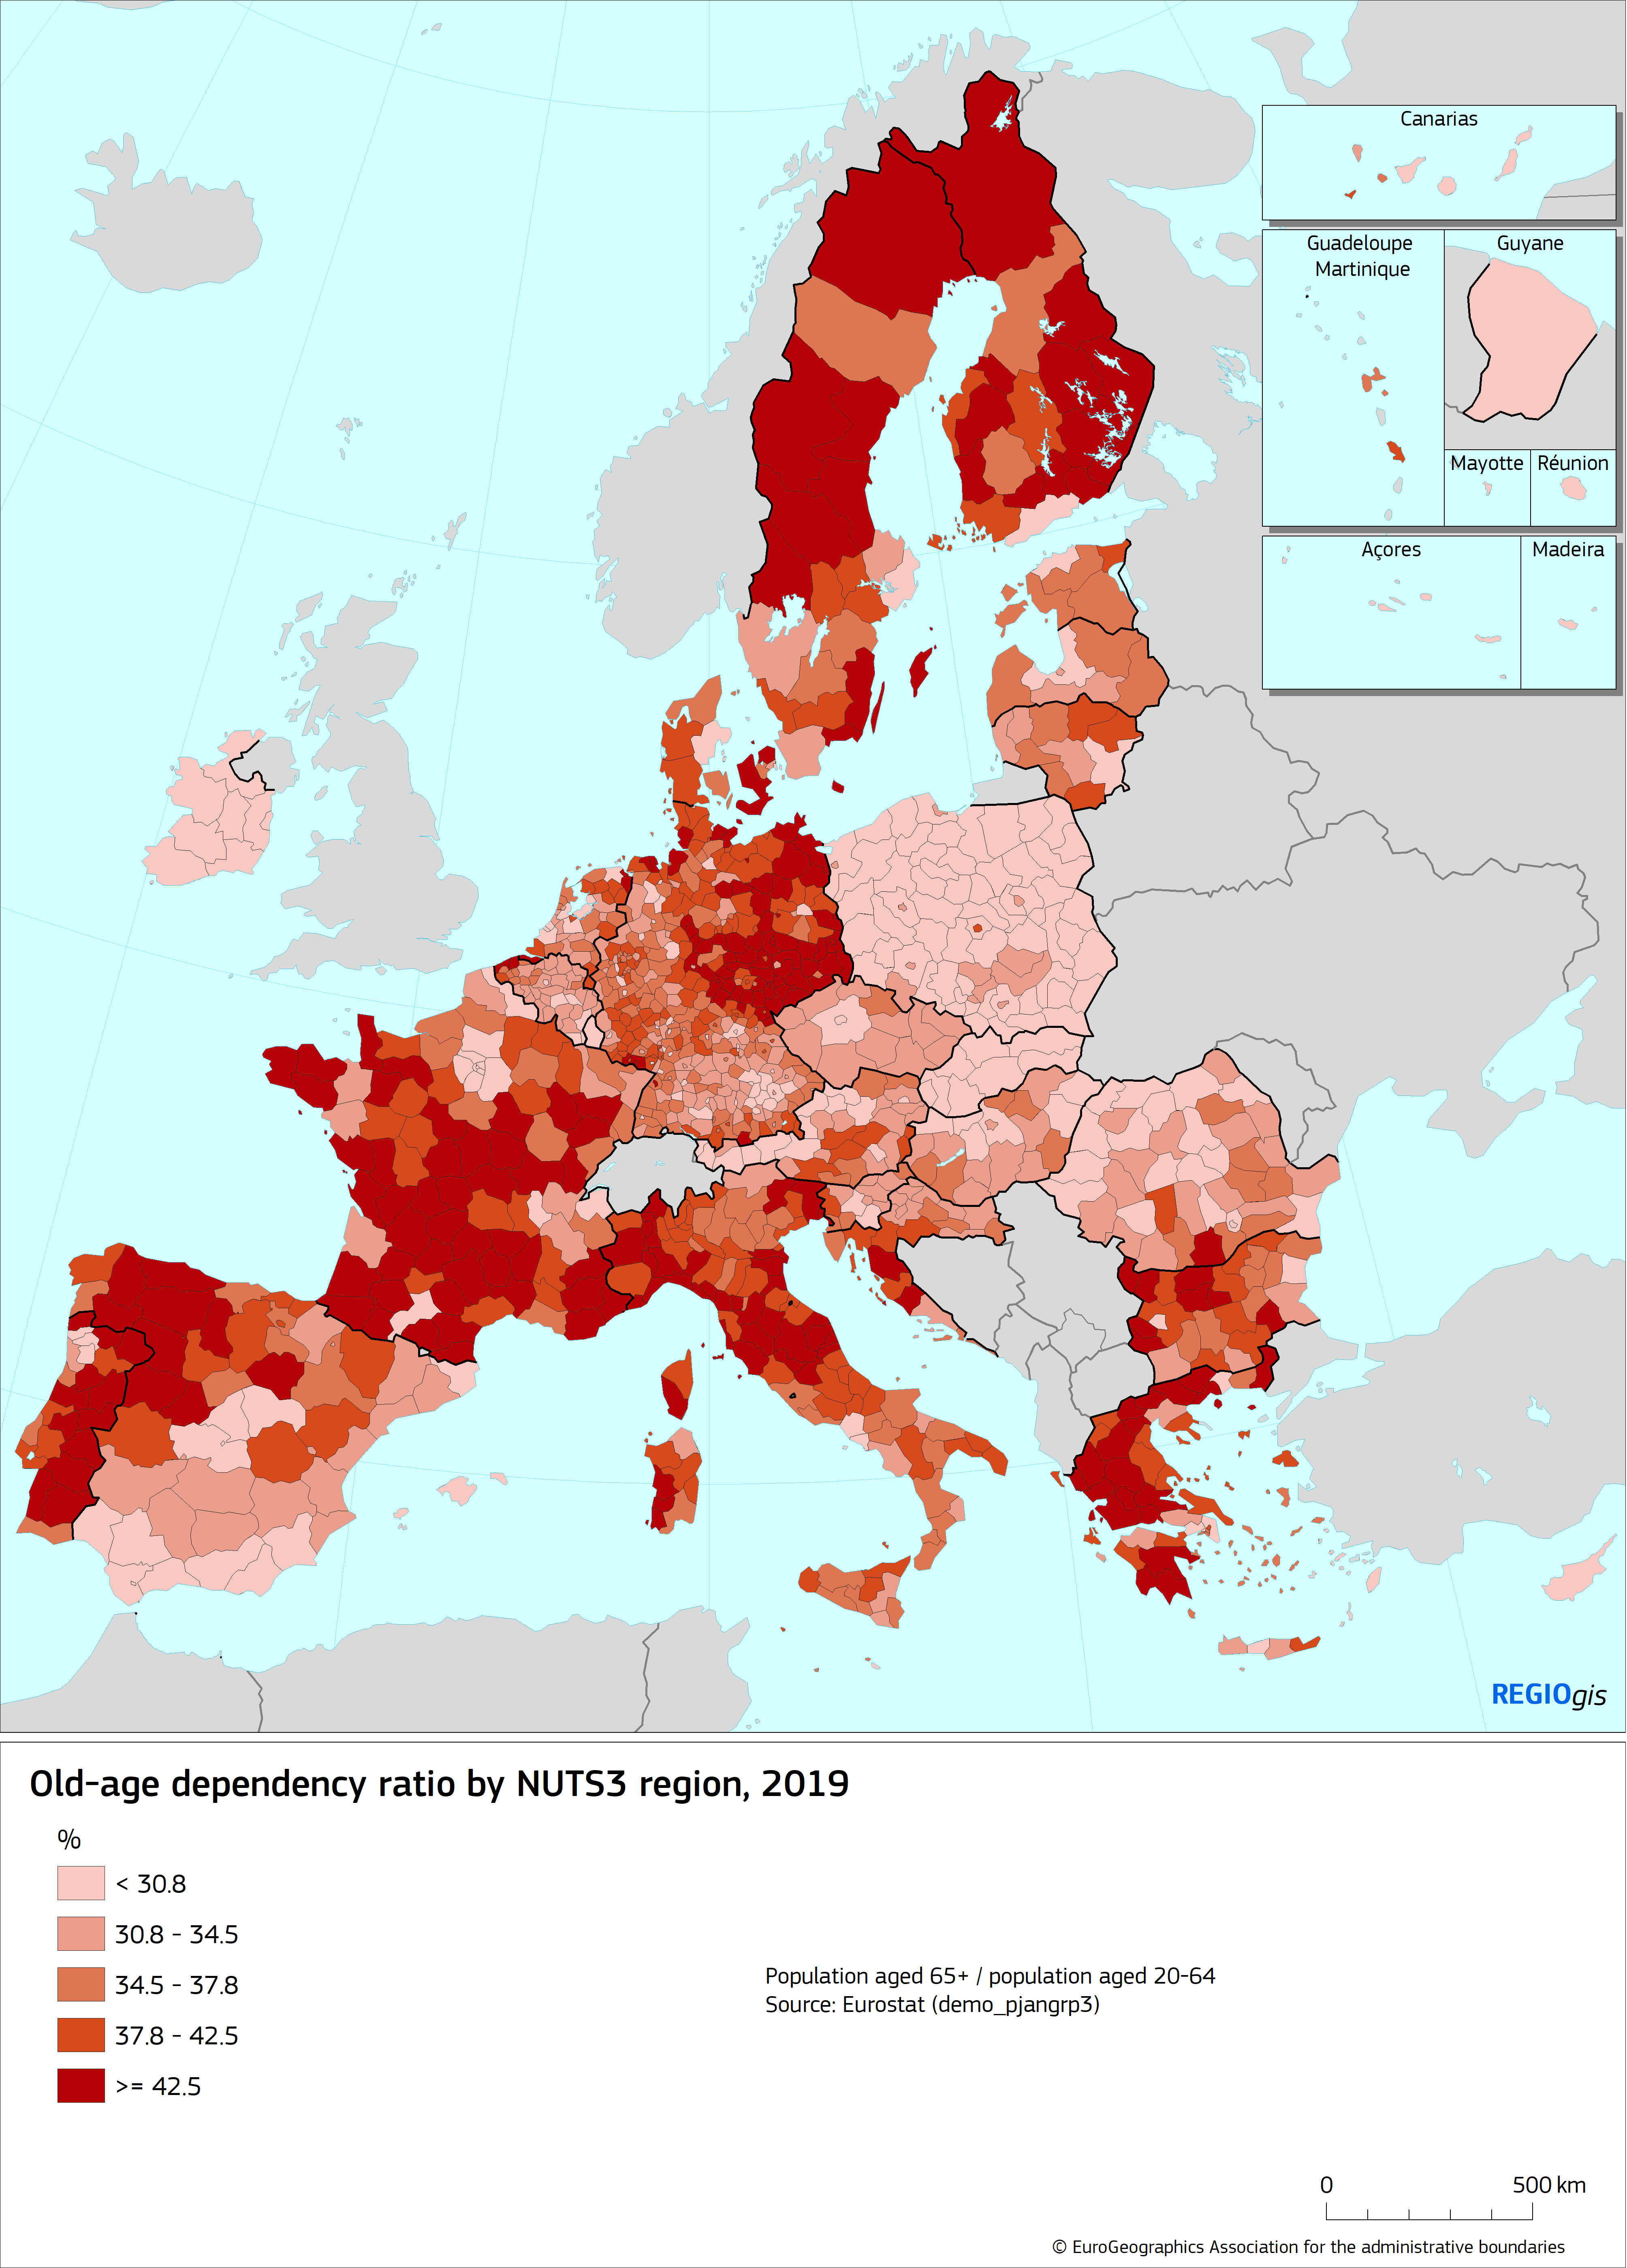 Canarias
Guadeloupe
Martinique
Guyane
Mayotte
Réunion
Açores
Madeira
REGIOgis
Old-age dependency ratio by NUTS3 region, 2019
%
< 30.8
30.8 - 34.5
34.5 - 37.8
37.8 - 42.5
>= 42.5
Population aged 65+ / population aged 20-64
Source: Eurostat (demo_pjangrp3)
0 500 km
© EuroGeographics Association for the administrative boundaries